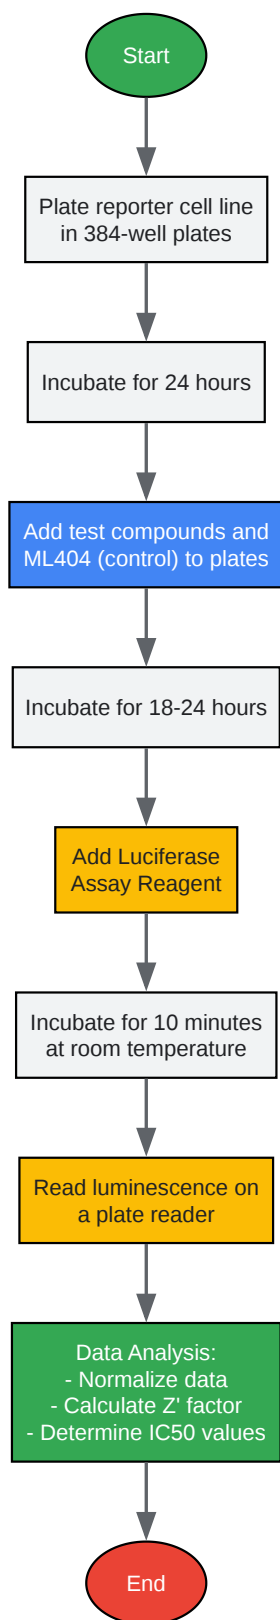 Start
Plate reporter cell line
in 384-well plates
Incubate for 24 hours
Add test compounds and
ML404 (control) to plates
Incubate for 18-24 hours
Add Luciferase
Assay Reagent
Incubate for 10 minutes
at room temperature
Read luminescence on
a plate reader
Data Analysis:
- Normalize data
- Calculate Z' factor
- Determine IC50 values
End